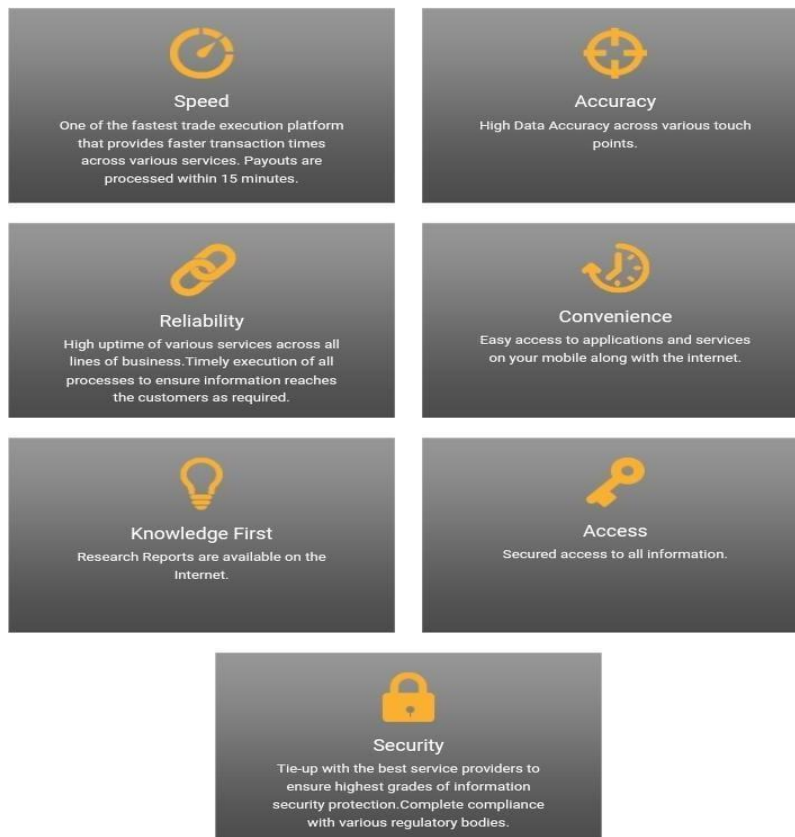 Speed
One of the fastest trade execution platform
that provides faster transaction times
across various services. Payouts are
processed within 15 minutes.
Accuracy
High Data Accuracy across various touch
points.
Reliability
High uptime of various services across all
lines of business.Timely execution of all
processes to ensure information reaches
the customers as required.
Convenience
Easy access to applications and services
on your mobile along with the internet.
Knowledge First
Research Reports are available on the
Internet.
Access
Secured access to all information.
Security
Tie-up with the best service providers to
ensure highest grades of information
security protection.Complete compliance
with various regulatory bodies.